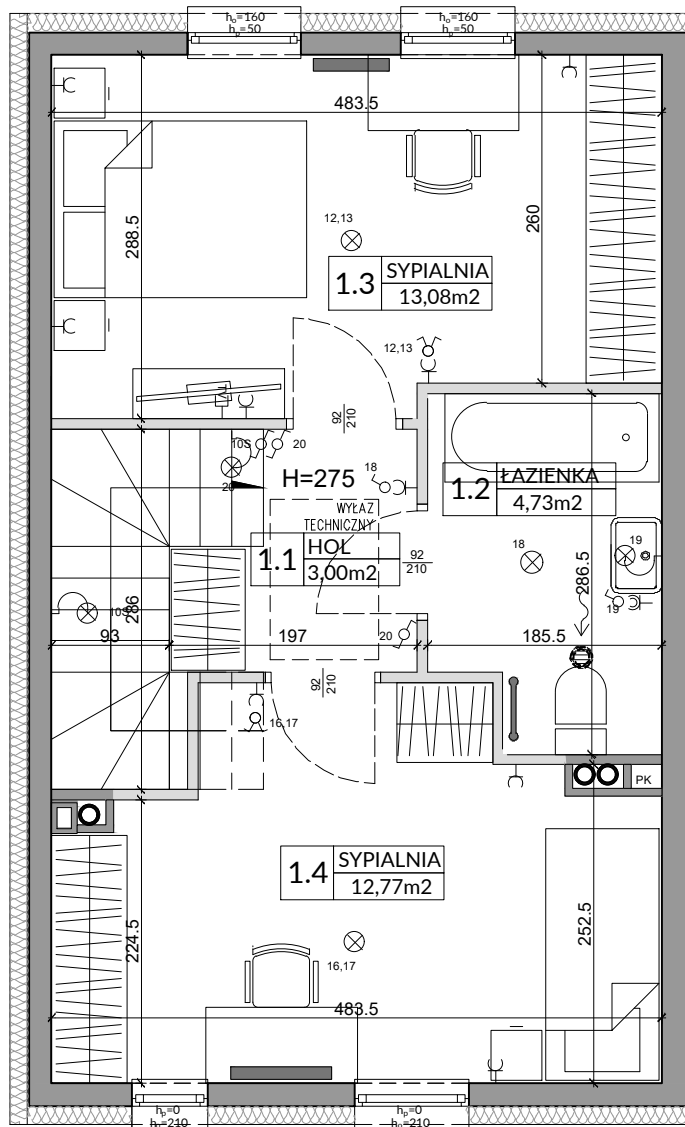 hₒ=160
hₚ=50
hₒ=160
hₚ=50
483.5
288.5
260
12,13
1.3
SYPIALNIA
13,08m2
12,13
92
210
10S
20
20
H=275
18
1.2
ŁAZIENKA
4,73m2
WYŁAZ
TECHNICZNY
1.1
HOL
3,00m2
92
210
18
19
286.5
286
10S
19
93
197
20
185.5
92
210
16,17
PK
1.4
SYPIALNIA
12,77m2
224.5
252.5
16,17
483.5
hₚ=0
hₒ=210
hₚ=0
hₒ=210